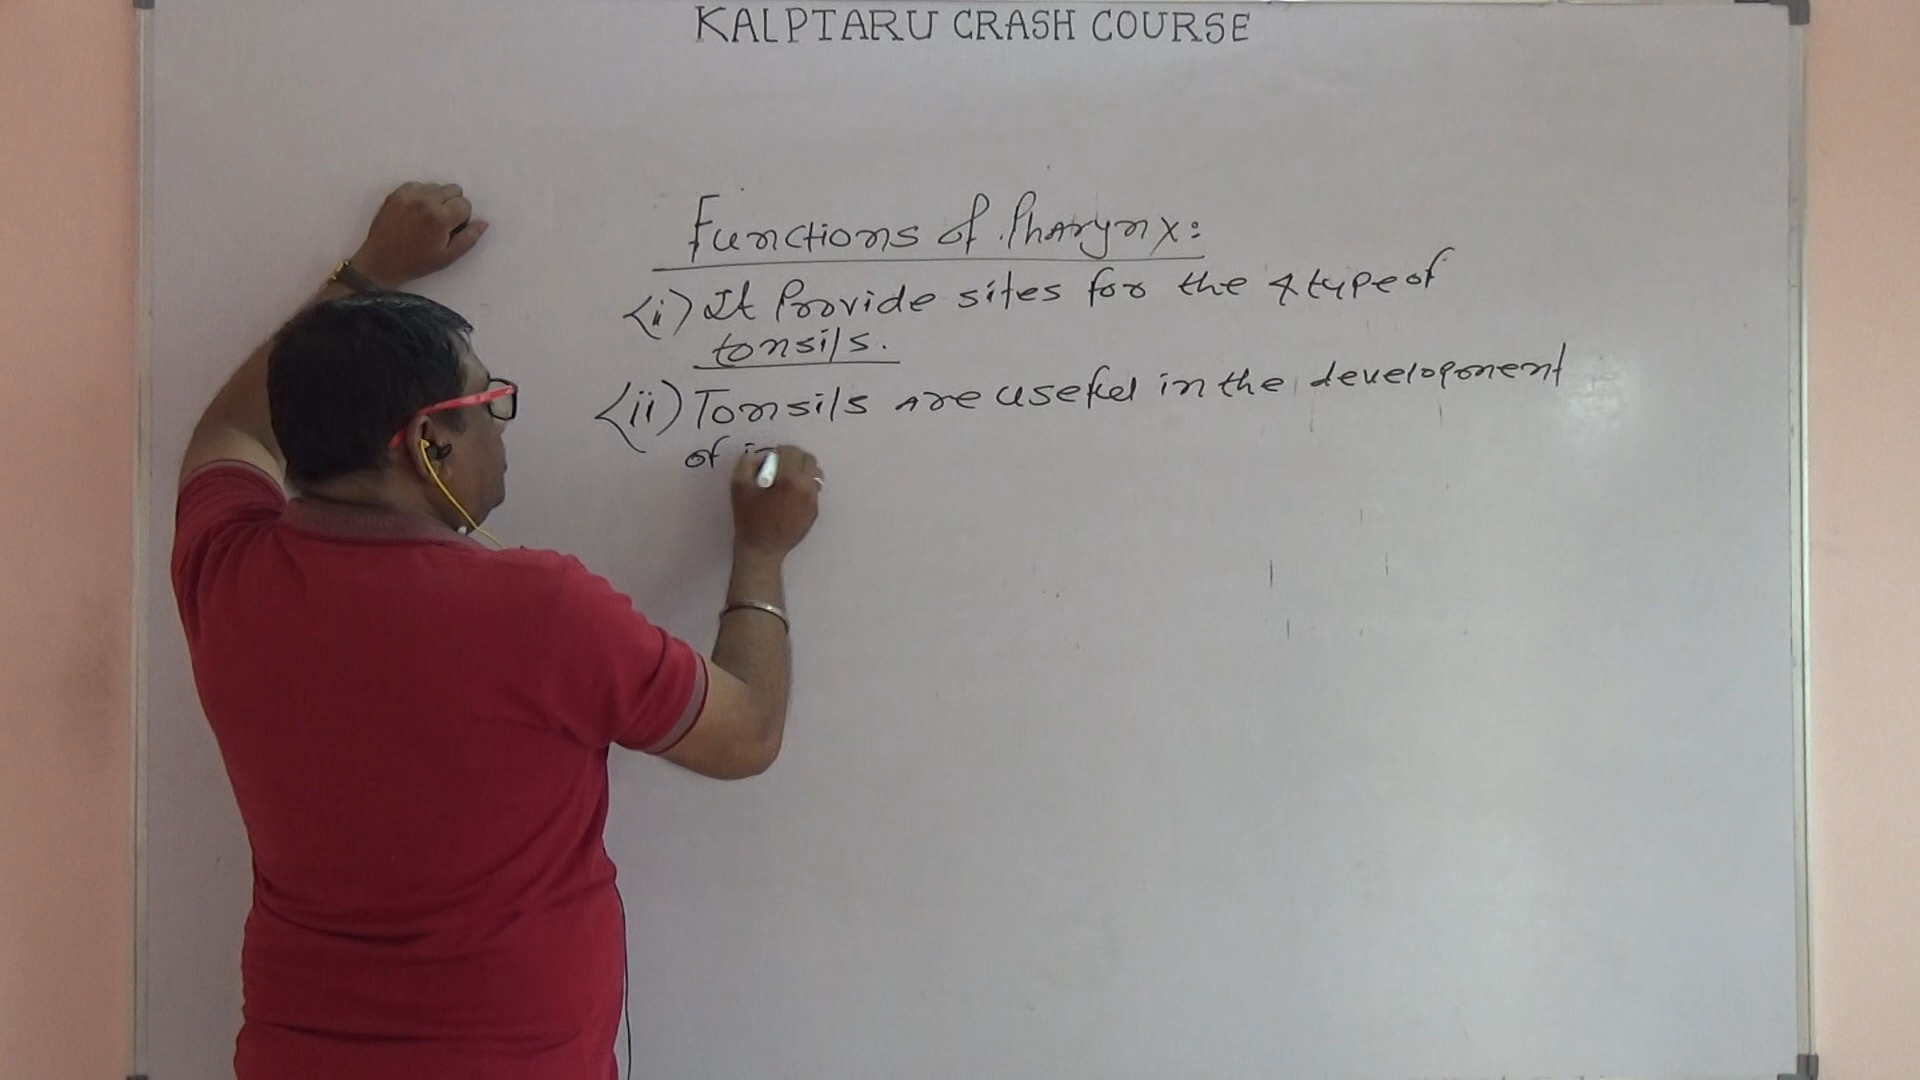 KALPTARU CRASH COURSE
Functions of Pharynx:
(i) It Provide sites for the 4 type of
tonsils.
(ii) Tonsils are useful in the development
of